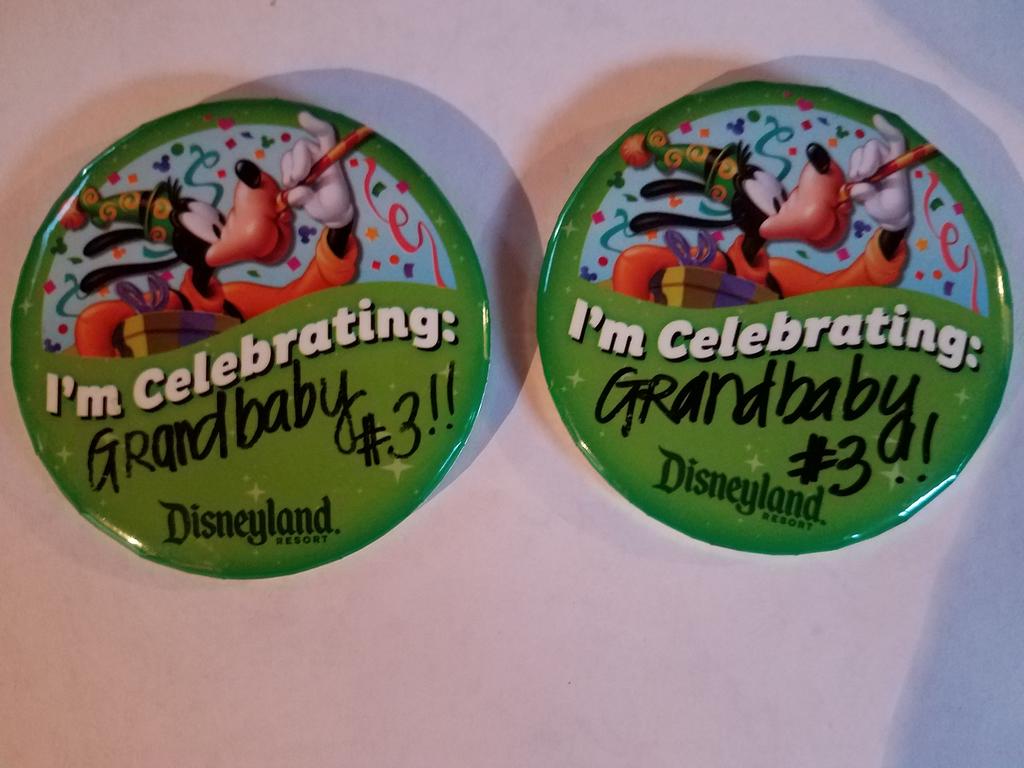 I'm Celebrating:
Grandbaby
#3!!
Disneyland
RESORT
I'm Celebrating:
Grandbaby
#3!!
Disneyland
RESORT